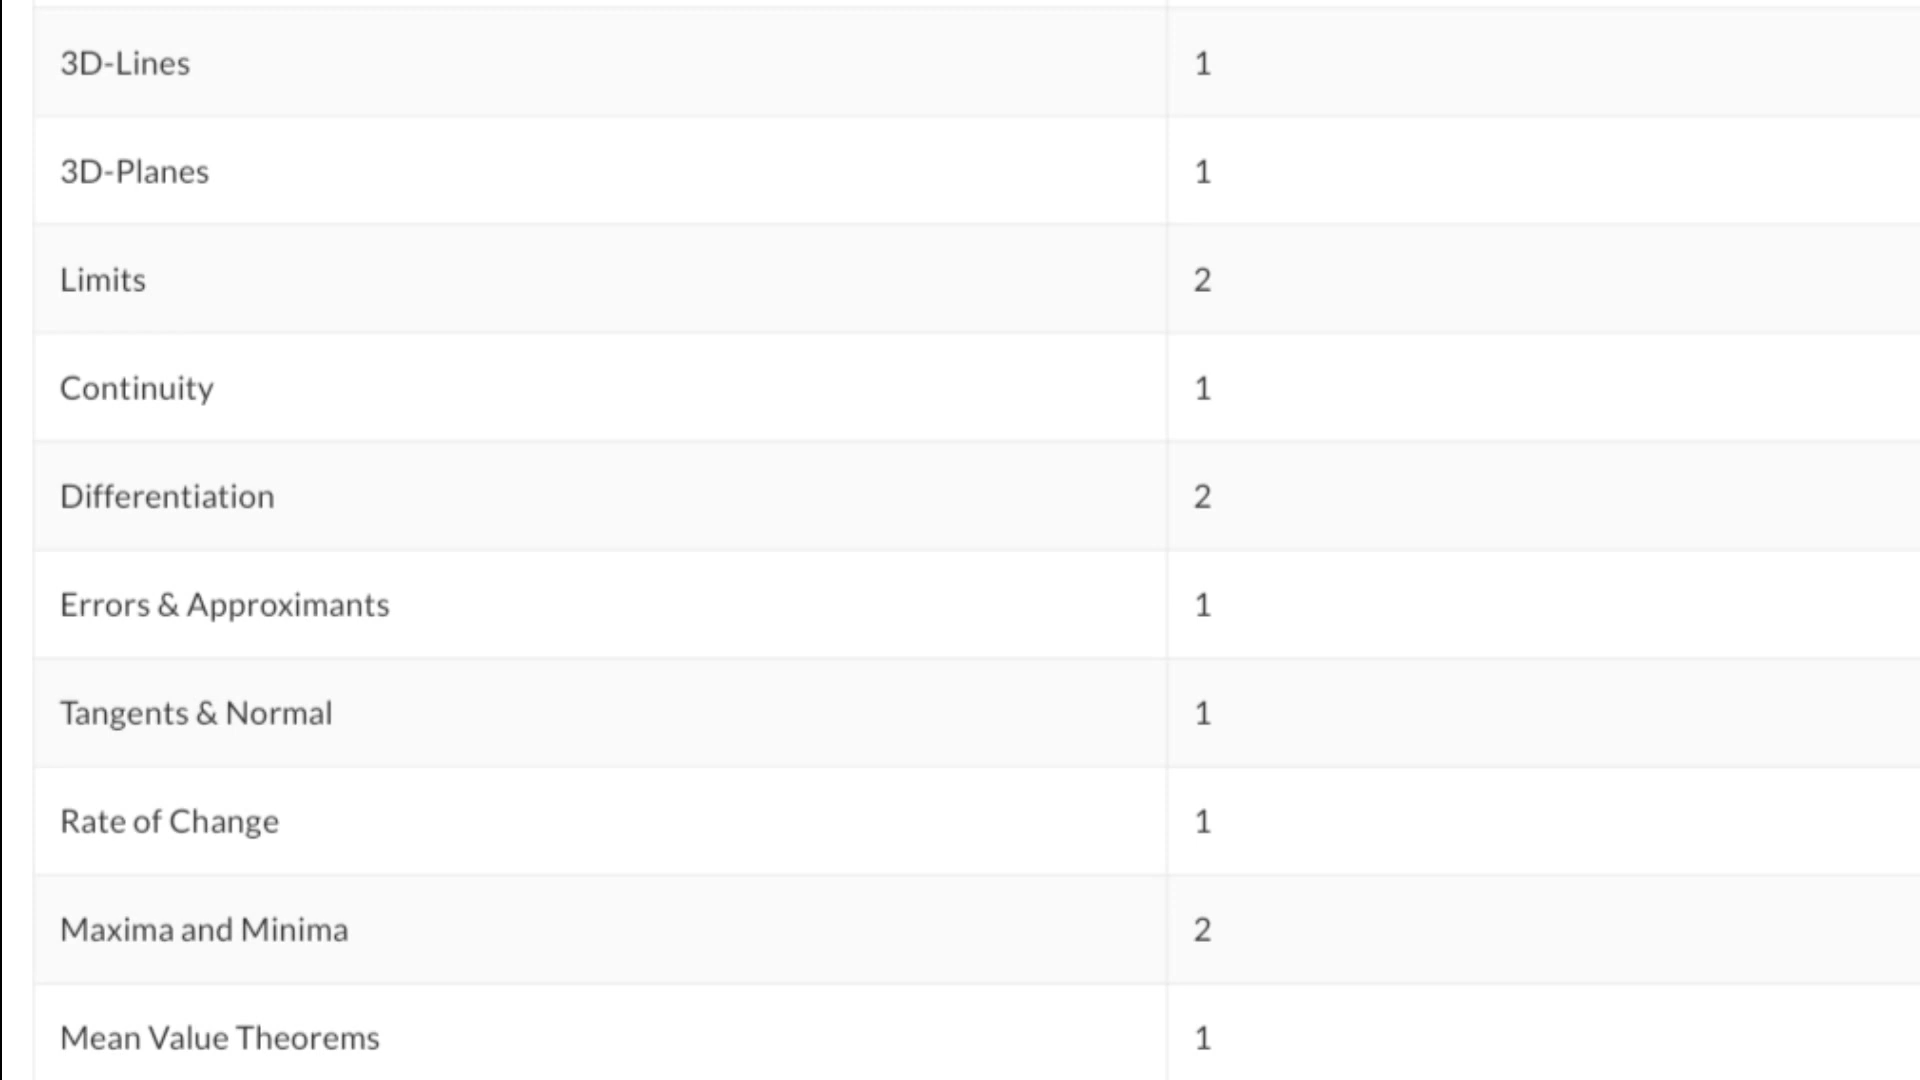 3D-Lines 1
3D-Planes 1
Limits 2
Continuity 1
Differentiation 2
Errors & Approximants 1
Tangents & Normal 1
Rate of Change 1
Maxima and Minima 2
Mean Value Theorems 1